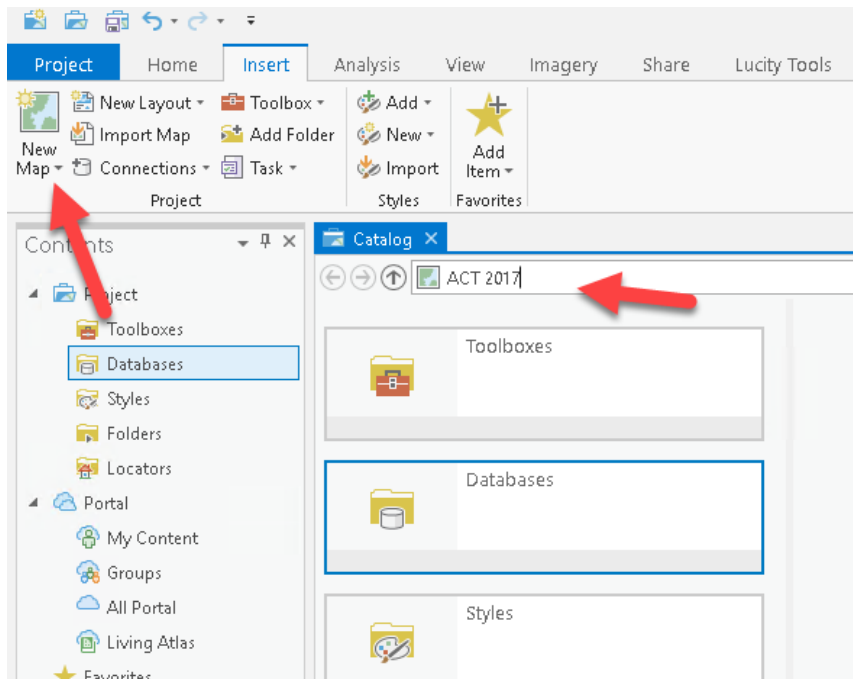 Project Home Insert Analysis View Imagery Share Lucity Tools
New Layout Toolbox Add
Import Map Add Folder New
New Map
Connections Task Import
Add Item
Project Styles Favorites
Contents
Catalog
ACT 2017
Project
Toolboxes
Databases
Styles
Folders
Locators
Portal
My Content
Groups
All Portal
Living Atlas
Favorites
Toolboxes
Databases
Styles